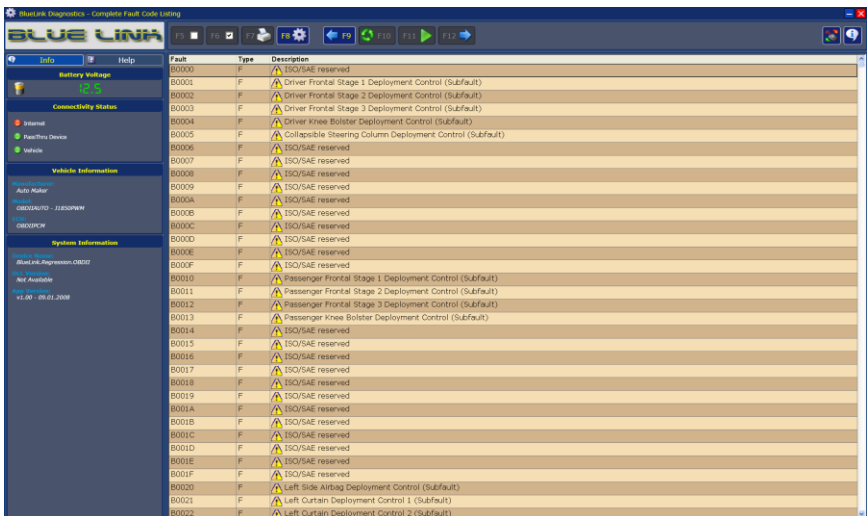 BlueLink Diagnostics - Complete Fault Code Listing
BLUE LINK
F5 F6 F7 F8 F9 F10 F11 F12
Info Help
Battery Voltage
12.5
Connectivity Status
Internet
PassThru Device
Vehicle
Vehicle Information
Manufacturer:
Auto Maker
Model:
OBDIIAUTO - J1850PWM
OBDIIPCM
System Information
Device Name:
BlueLink.Regression.OBDII
Not Available
App Version:
v1.00 - 09.01.2008
Fault Type Description
B0000 F ISO/SAE reserved
B0001 F Driver Frontal Stage 1 Deployment Control (Subfault)
B0002 F Driver Frontal Stage 2 Deployment Control (Subfault)
B0003 F Driver Frontal Stage 3 Deployment Control (Subfault)
B0004 F Driver Knee Bolster Deployment Control (Subfault)
B0005 F Collapsible Steering Column Deployment Control (Subfault)
B0006 F ISO/SAE reserved
B0007 F ISO/SAE reserved
B0008 F ISO/SAE reserved
B0009 F ISO/SAE reserved
B000A F ISO/SAE reserved
B000B F ISO/SAE reserved
B000C F ISO/SAE reserved
B000D F ISO/SAE reserved
B000E F ISO/SAE reserved
B000F F ISO/SAE reserved
B0010 F Passenger Frontal Stage 1 Deployment Control (Subfault)
B0011 F Passenger Frontal Stage 2 Deployment Control (Subfault)
B0012 F Passenger Frontal Stage 3 Deployment Control (Subfault)
B0013 F Passenger Knee Bolster Deployment Control (Subfault)
B0014 F ISO/SAE reserved
B0015 F ISO/SAE reserved
B0016 F ISO/SAE reserved
B0017 F ISO/SAE reserved
B0018 F ISO/SAE reserved
B0019 F ISO/SAE reserved
B001A F ISO/SAE reserved
B001B F ISO/SAE reserved
B001C F ISO/SAE reserved
B001D F ISO/SAE reserved
B001E F ISO/SAE reserved
B001F F ISO/SAE reserved
B0020 F Left Side Airbag Deployment Control (Subfault)
B0021 F Left Curtain Deployment Control 1 (Subfault)
B0022 F Left Curtain Deployment Control 2 (Subfault)